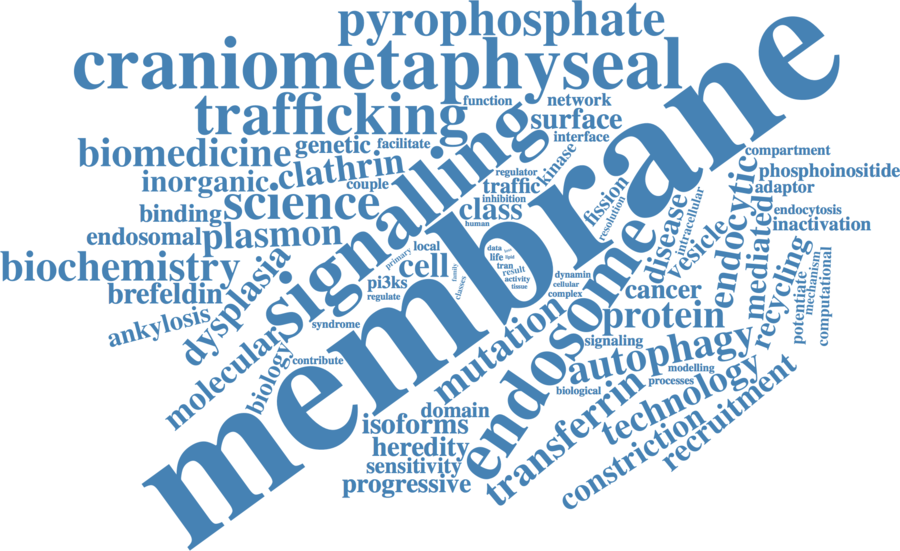 pyrophosphate
craniometaphyseal
trafficking
function
network
surface
interface
biomedicine
genetic
facilitate
clathrin
inorganic
couple
signalling
membrane
regulator
traffic
kinase
inhibition
class
human
fission
resolution
compartment
phosphoinositide
adaptor
endocytic
endocytosis
inactivation
binding
science
endosomal
plasmon
biochemistry
brefeldin
ankylosis
dysplasia
local
primary
cell
family
classes
pi3ks
regulate
data
life
lipid
tran
result
activity
tissue
dynamin
cellular
complex
disease
intracellular
vesicle
mediated
recycling
potentiate
mechanism
computational
cancer
protein
endosome
syndrome
molecular
biology
contribute
mutation
signaling
autophagy
modelling
processes
biological
domain
isoforms
heredity
sensitivity
progressive
transferrin
technology
constriction
recruitment